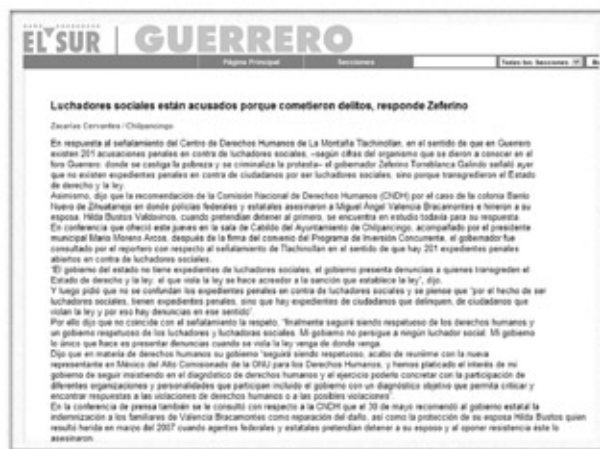 EL SUR | GUERRERO
Página Principal Secciones Todas las Secciones
Luchadores sociales están acusados porque cometieron delitos, responde Zeferino
Zacarías Cervantes / Chilpancingo
En respuesta al señalamiento del Centro de Derechos Humanos de La Montaña Tlachinollan, en el sentido de que en Guerrero
existen 201 acusaciones penales en contra de luchadores sociales, –según cifras del organismo que se dieron a conocer en el
foro Guerrero: donde se castiga la pobreza y se criminaliza la protesta– el gobernador Zeferino Torreblanca Galindo señaló ayer
que no existen expedientes penales en contra de ciudadanos por ser luchadores sociales, sino porque transgredieron el Estado
de derecho y la ley.
Asimismo, dijo que la recomendación de la Comisión Nacional de Derechos Humanos (CNDH) por el caso de la colonia Barrio
Nuevo de Zihuatanejo en donde policías federales y estatales asesinaron a Miguel Ángel Valencia Bracamontes e hirieron a su
esposa, Hilda Bustos Valdovinos, cuando pretendían detener al primero, se encuentra en estudio todavía para su respuesta.
En conferencia que ofreció este jueves en la sala de Cabildo del Ayuntamiento de Chilpancingo, acompañado por el presidente
municipal Mario Moreno Arcos, después de la firma del convenio del Programa de Inversión Concurrente, el gobernador fue
consultado por el reportero con respecto al señalamiento de Tlachinollan en el sentido de que hay 201 expedientes penales
abiertos en contra de luchadores sociales.
"El gobierno del estado no tiene expedientes de luchadores sociales, el gobierno presenta denuncias a quienes transgreden el
Estado de derecho y la ley: el que viola la ley se hace acreedor a la sanción que establece la ley", dijo.
Y luego pidió que no se confundan los expedientes penales en contra de luchadores sociales y se piense que "por el hecho de ser
luchadores sociales, tienen expedientes penales, sino que hay expedientes de ciudadanos que delinquen, de ciudadanos que
violan la ley y por eso hay denuncias en ese sentido".
Por ello dijo que no coincide con el señalamiento la respeto, "finalmente seguirá siendo respetuoso de los derechos humanos y
un gobierno respetuoso de los luchadores y luchadoras sociales. Mi gobierno no persigue a ningún luchador social. Mi gobierno
lo único que hace es presentar denuncias cuando se viola la ley venga de donde venga.
Dijo que en materia de derechos humanos su gobierno "seguirá siendo respetuoso, acabo de reunirme con la nueva
representante en México del Alto Comisionado de la ONU para los Derechos Humanos, y hemos platicado el interés de mi
gobierno de seguir insistiendo en el diagnóstico de derechos humanos y el ejercicio poderlo concretar con la participación de
diferentes organizaciones y personalidades que participan incluido el gobierno con un diagnóstico objetivo que permita criticar y
encontrar respuestas a las violaciones de derechos humanos o a las posibles violaciones".
En la conferencia de prensa también se le consultó con respecto a la CNDH que el 30 de mayo recomendó al gobierno estatal la
indemnización a los familiares de Valencia Bracamontes como reparación del daño, así como la protección de su esposa Hilda Bustos quien
resultó herida en marzo del 2007 cuando agentes federales y estatales pretendían detener a su esposo y al oponer resistencia éste lo
asesinaron.